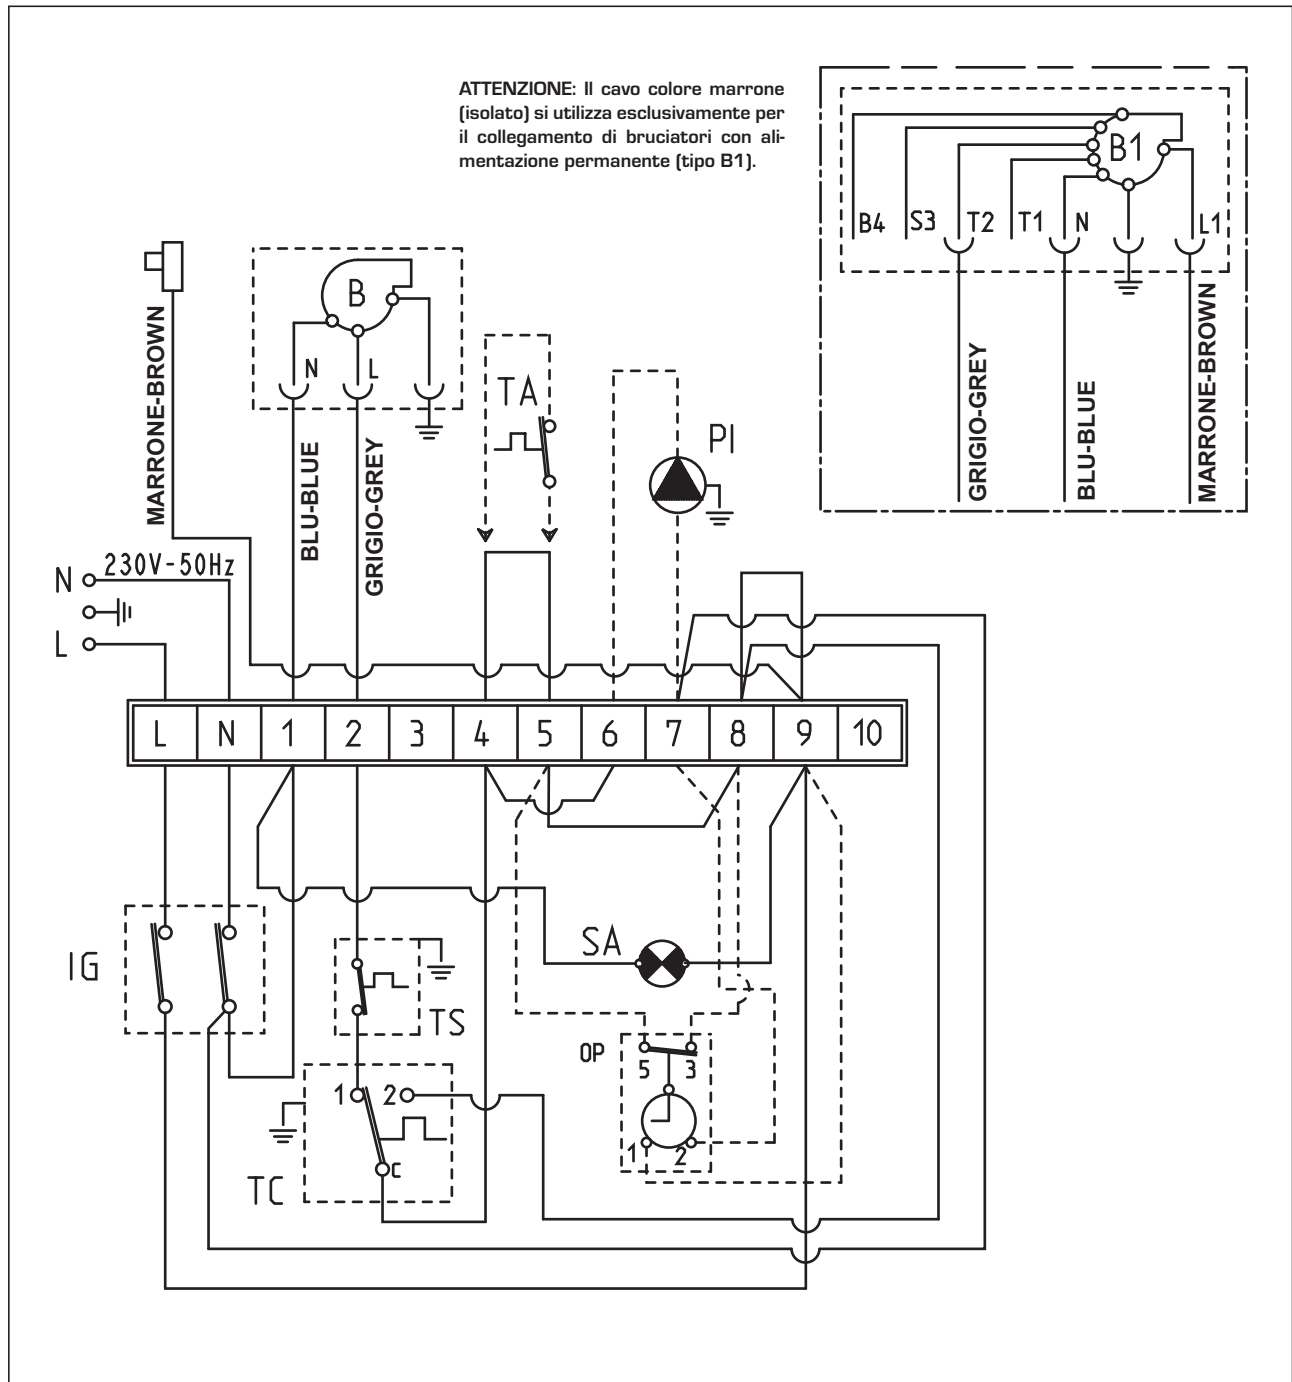 ATTENZIONE: Il cavo colore marrone
(isolato) si utilizza esclusivamente per
il collegamento di bruciatori con ali-
mentazione permanente (tipo B1).
B1
B4 S3 T2 T1 N L1
GRIGIO-GREY
BLU-BLUE
MARRONE-BROWN
MARRONE-BROWN
B
N L
BLU-BLUE
GRIGIO-GREY
TA
PI
N 230V-50Hz
L
L N 1 2 3 4 5 6 7 8 9 10
IG
SA
TS
OP
5 3
1 2
1 2
C
TC